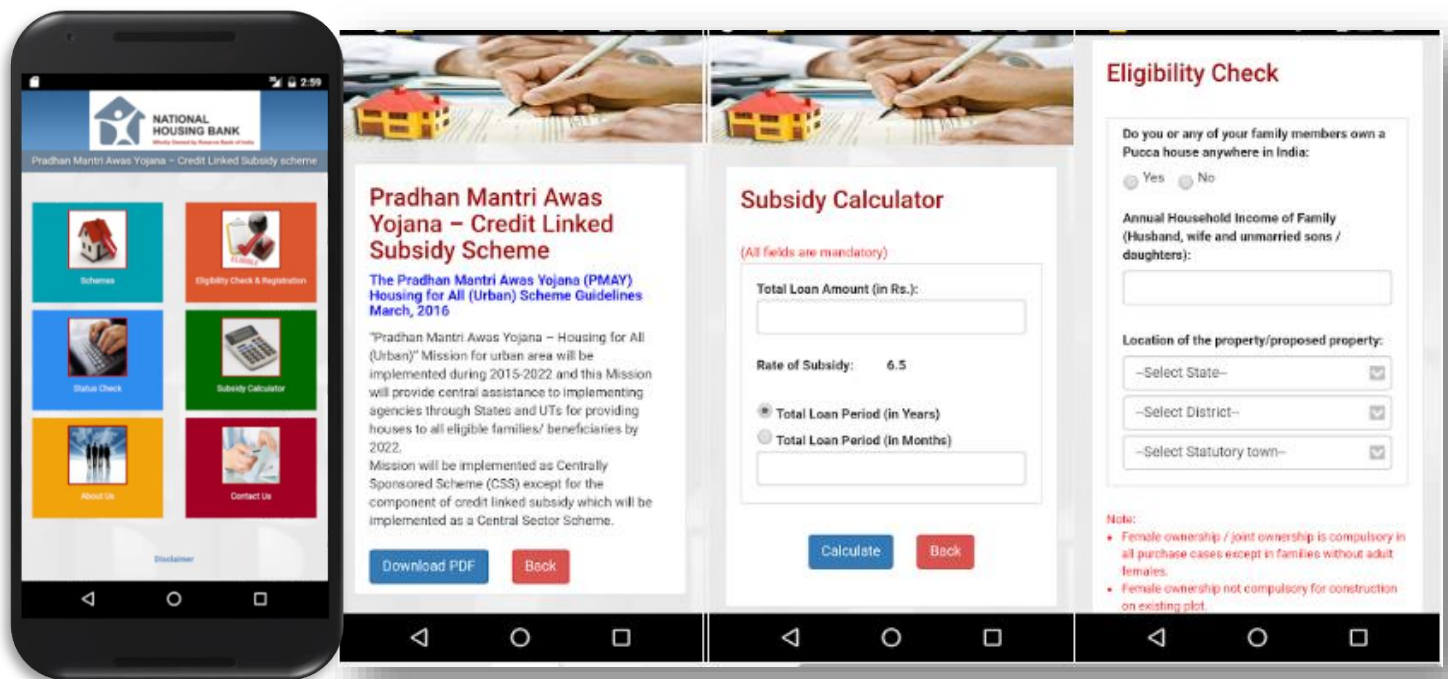 2:59
NATIONAL
HOUSING BANK
Wholly Owned by Reserve Bank of India
Pradhan Mantri Awas Yojana – Credit Linked Subsidy scheme
ELIGIBLE
Schemes
Eligibility Check & Registration
Status Check
Subsidy Calculator
About Us
Contact Us
Disclaimer
Pradhan Mantri Awas
Yojana – Credit Linked
Subsidy Scheme
The Pradhan Mantri Awas Yojana (PMAY)
Housing for All (Urban) Scheme Guidelines
March, 2016
"Pradhan Mantri Awas Yojana – Housing for All
(Urban)" Mission for urban area will be
implemented during 2015-2022 and this Mission
will provide central assistance to implementing
agencies through States and UTs for providing
houses to all eligible families/ beneficiaries by
2022.
Mission will be implemented as Centrally
Sponsored Scheme (CSS) except for the
component of credit linked subsidy which will be
implemented as a Central Sector Scheme.
Download PDF
Back
Subsidy Calculator
(All fields are mandatory)
Total Loan Amount (in Rs.):
Rate of Subsidy: 6.5
Total Loan Period (in Years)
Total Loan Period (in Months)
Calculate
Back
Eligibility Check
Do you or any of your family members own a
Pucca house anywhere in India:
Yes No
Annual Household Income of Family
(Husband, wife and unmarried sons /
daughters):
Location of the property/proposed property:
--Select State--
--Select District--
--Select Statutory town--
Note:
• Female ownership / joint ownership is compulsory in
all purchase cases except in families without adult
females.
• Female ownership not compulsory for construction
on existing plot.